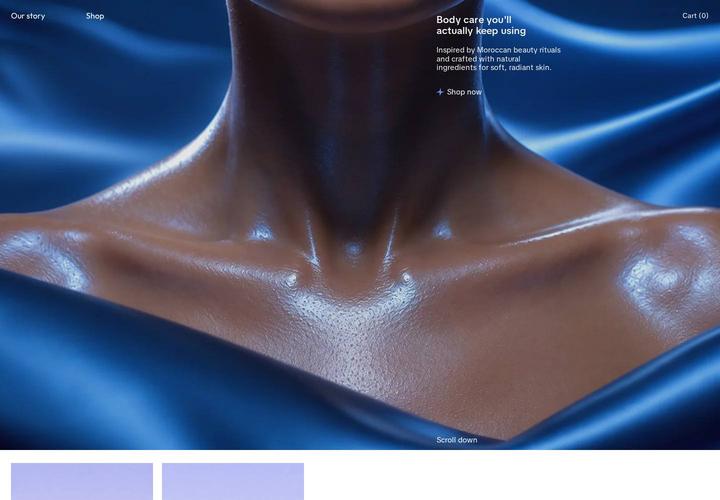 Our story
Shop
Body care you'll
actually keep using
Cart (0)
Inspired by Moroccan beauty rituals
and crafted with natural
ingredients for soft, radiant skin.
Shop now
Scroll down